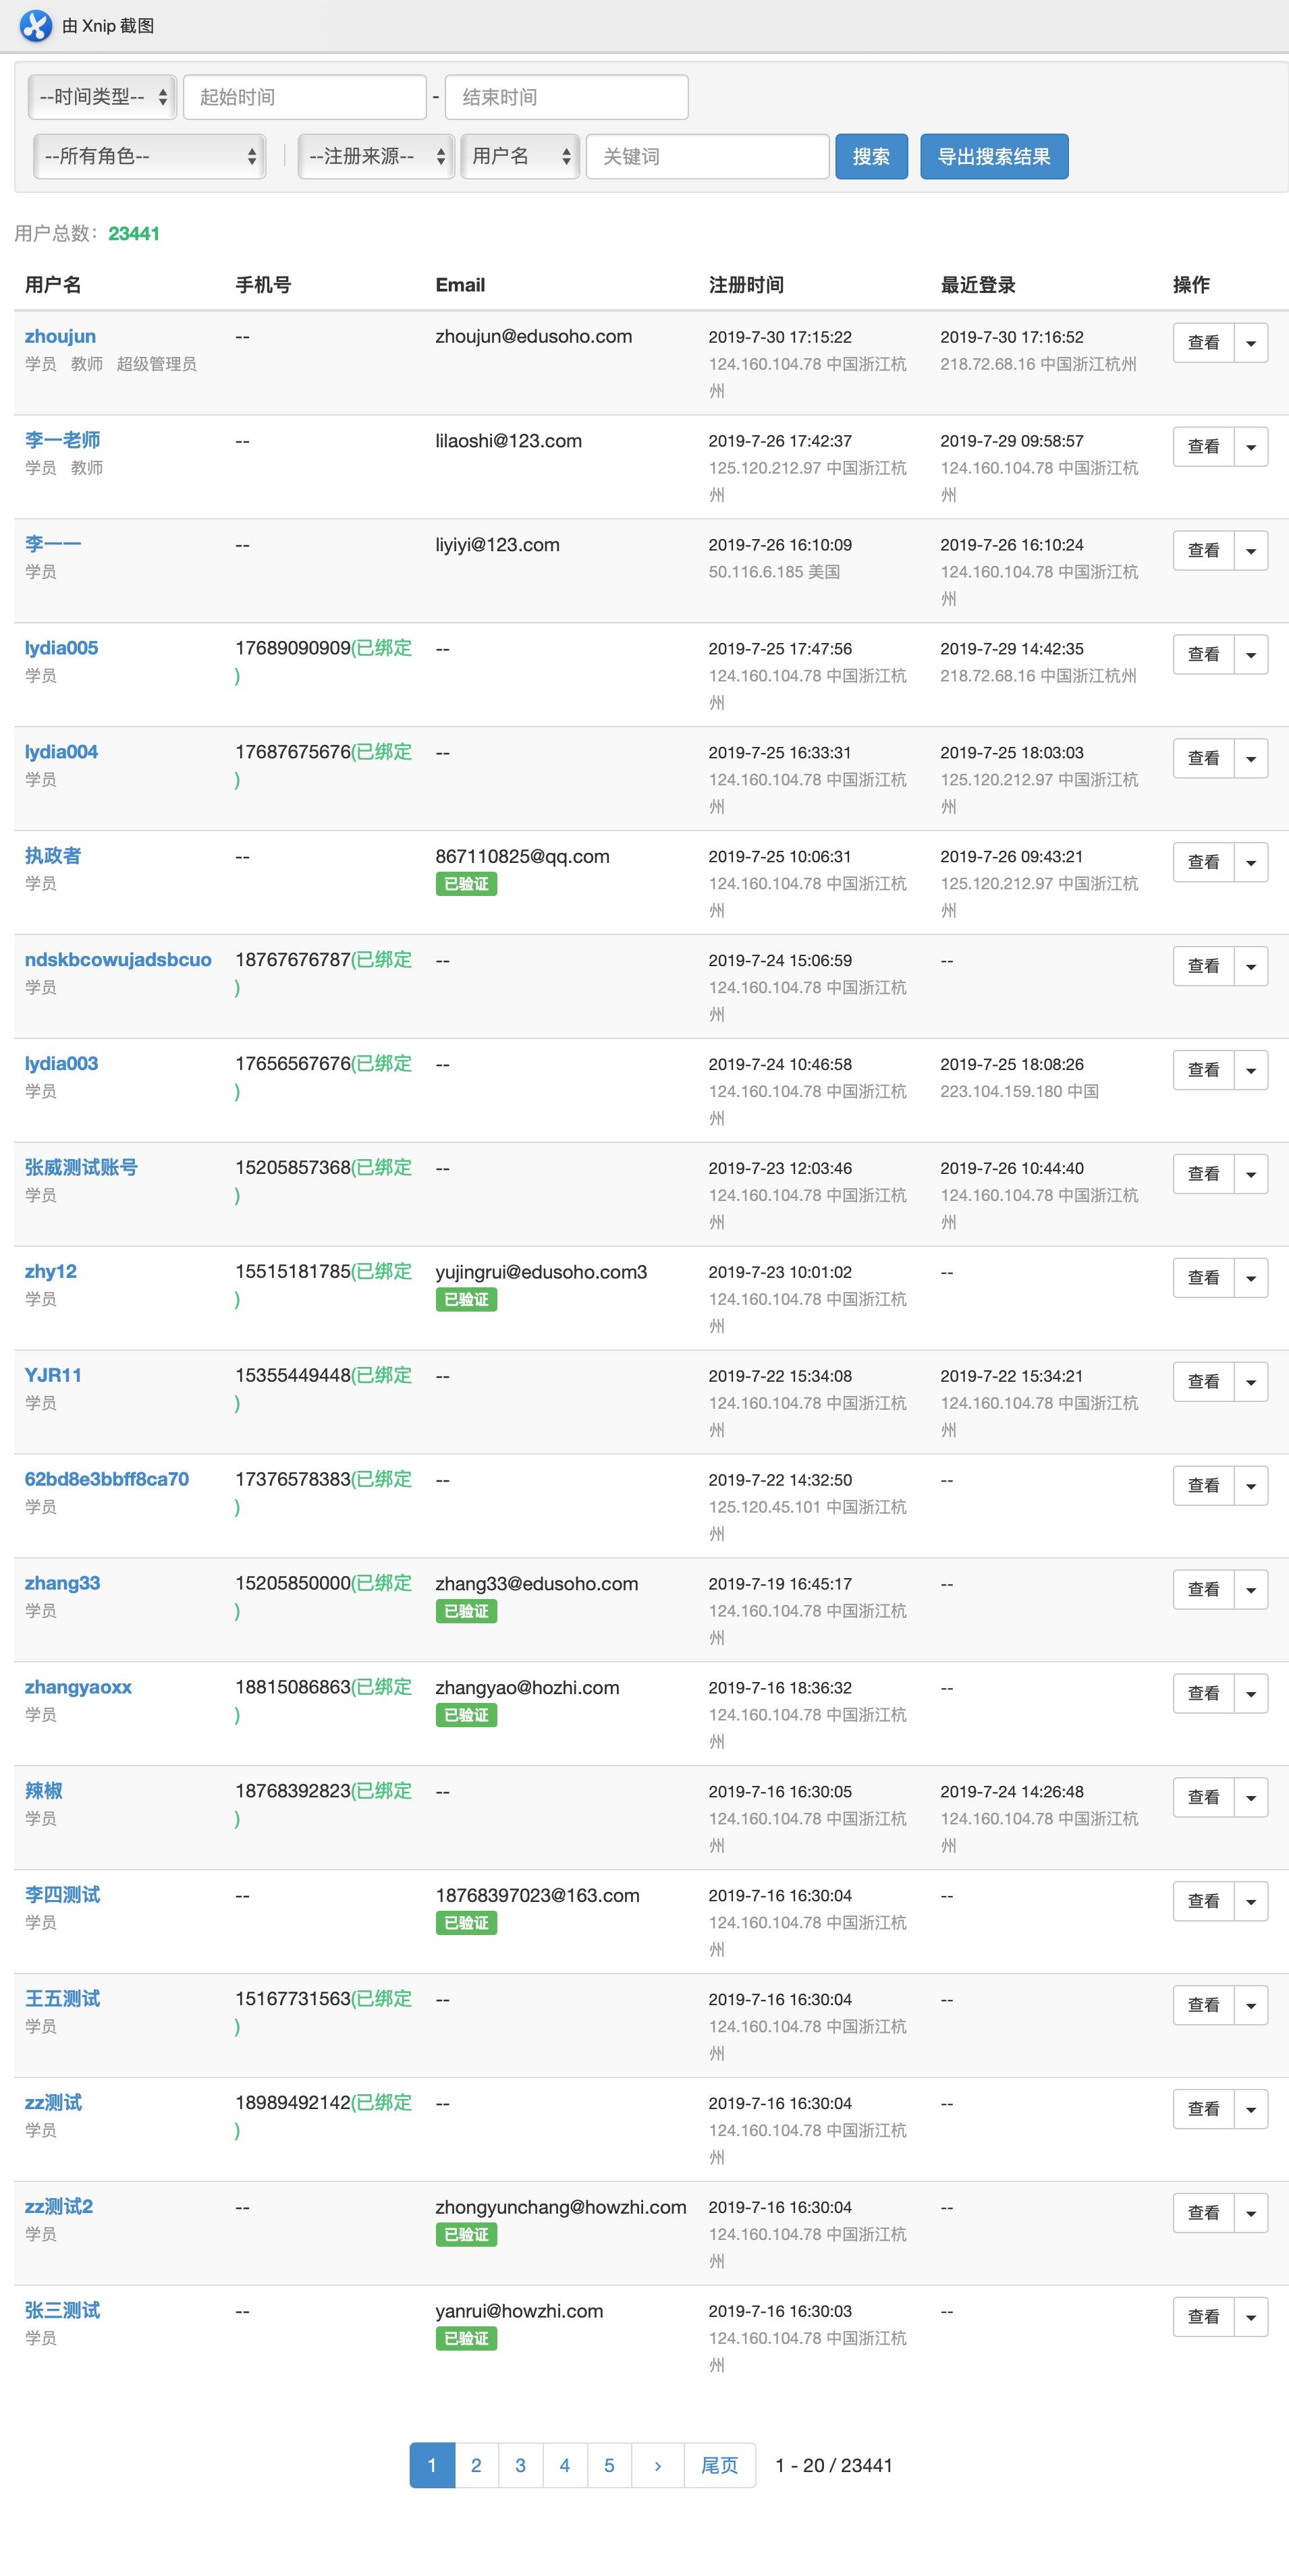 由 Xnip 截图
--时间类型-- 起始时间 - 结束时间
--所有角色-- --注册来源-- 用户名 关键词 搜索 导出搜索结果
用户总数：23441
用户名 手机号 Email 注册时间 最近登录 操作
zhoujun -- zhoujun@edusoho.com 2019-7-30 17:15:22 2019-7-30 17:16:52 查看
学员 教师 超级管理员 124.160.104.78 中国浙江杭 218.72.68.16 中国浙江杭州
州
李一老师 -- lilaoshi@123.com 2019-7-26 17:42:37 2019-7-29 09:58:57 查看
学员 教师 125.120.212.97 中国浙江杭 124.160.104.78 中国浙江杭
州 州
李一一 -- liyiyi@123.com 2019-7-26 16:10:09 2019-7-26 16:10:24 查看
学员 50.116.6.185 美国 124.160.104.78 中国浙江杭
州
lydia005 17689090909(已绑定 -- 2019-7-25 17:47:56 2019-7-29 14:42:35 查看
学员 ) 124.160.104.78 中国浙江杭 218.72.68.16 中国浙江杭州
州
lydia004 17687675676(已绑定 -- 2019-7-25 16:33:31 2019-7-25 18:03:03 查看
学员 ) 124.160.104.78 中国浙江杭 125.120.212.97 中国浙江杭
州 州
执政者 -- 867110825@qq.com 2019-7-25 10:06:31 2019-7-26 09:43:21 查看
学员 已验证 124.160.104.78 中国浙江杭 125.120.212.97 中国浙江杭
州 州
ndskbcowujadsbcuo 18767676787(已绑定 -- 2019-7-24 15:06:59 -- 查看
学员 ) 124.160.104.78 中国浙江杭
州
lydia003 17656567676(已绑定 -- 2019-7-24 10:46:58 2019-7-25 18:08:26 查看
学员 ) 124.160.104.78 中国浙江杭 223.104.159.180 中国
州
张威测试账号 15205857368(已绑定 -- 2019-7-23 12:03:46 2019-7-26 10:44:40 查看
学员 ) 124.160.104.78 中国浙江杭 124.160.104.78 中国浙江杭
州 州
zhy12 15515181785(已绑定 yujingrui@edusoho.com3 2019-7-23 10:01:02 -- 查看
学员 ) 已验证 124.160.104.78 中国浙江杭
州
YJR11 15355449448(已绑定 -- 2019-7-22 15:34:08 2019-7-22 15:34:21 查看
学员 ) 124.160.104.78 中国浙江杭 124.160.104.78 中国浙江杭
州 州
62bd8e3bbff8ca70 17376578383(已绑定 -- 2019-7-22 14:32:50 -- 查看
学员 ) 125.120.45.101 中国浙江杭
州
zhang33 15205850000(已绑定 zhang33@edusoho.com 2019-7-19 16:45:17 -- 查看
学员 ) 已验证 124.160.104.78 中国浙江杭
州
zhangyaoxx 18815086863(已绑定 zhangyao@hozhi.com 2019-7-16 18:36:32 -- 查看
学员 ) 已验证 124.160.104.78 中国浙江杭
州
辣椒 18768392823(已绑定 -- 2019-7-16 16:30:05 2019-7-24 14:26:48 查看
学员 ) 124.160.104.78 中国浙江杭 124.160.104.78 中国浙江杭
州 州
李四测试 -- 18768397023@163.com 2019-7-16 16:30:04 -- 查看
学员 已验证 124.160.104.78 中国浙江杭
州
王五测试 15167731563(已绑定 -- 2019-7-16 16:30:04 -- 查看
学员 ) 124.160.104.78 中国浙江杭
州
zz测试 18989492142(已绑定 -- 2019-7-16 16:30:04 -- 查看
学员 ) 124.160.104.78 中国浙江杭
州
zz测试2 -- zhongyunchang@howzhi.com 2019-7-16 16:30:04 -- 查看
学员 已验证 124.160.104.78 中国浙江杭
州
张三测试 -- yanrui@howzhi.com 2019-7-16 16:30:03 -- 查看
学员 已验证 124.160.104.78 中国浙江杭
州
1 2 3 4 5 › 尾页 1 - 20 / 23441